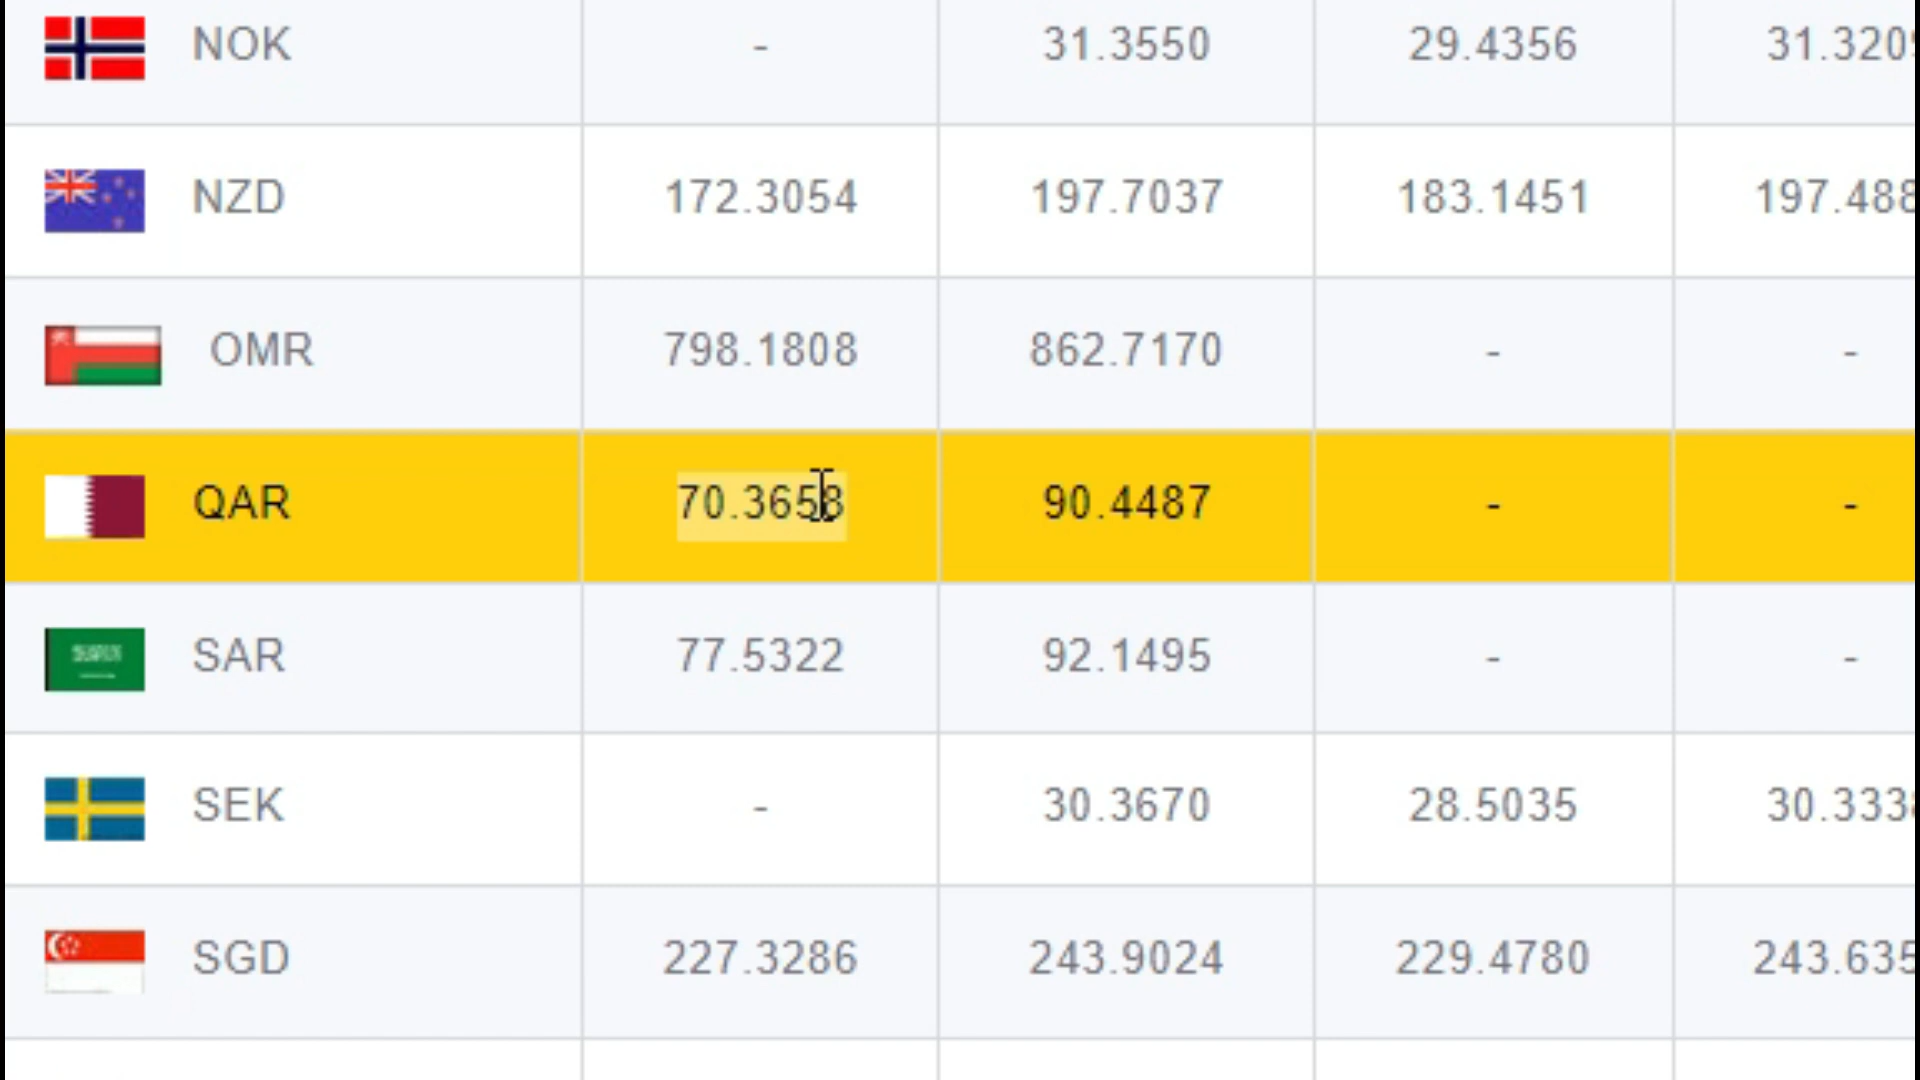 NOK - 31.3550 29.4356 31.320
NZD 172.3054 197.7037 183.1451 197.488
OMR 798.1808 862.7170 - -
QAR 70.3658 90.4487 - -
SAR 77.5322 92.1495 - -
SEK - 30.3670 28.5035 30.333
SGD 227.3286 243.9024 229.4780 243.635